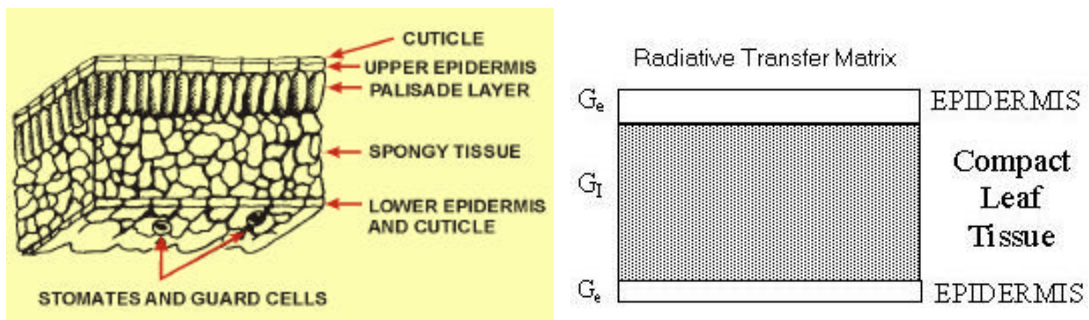 CUTICLE
UPPER EPIDERMIS
PALISADE LAYER
SPONGY TISSUE
LOWER EPIDERMIS
AND CUTICLE
STOMATES AND GUARD CELLS
Radiative Transfer Matrix
Ge
EPIDERMIS
GI
Compact
Leaf
Tissue
Ge
EPIDERMIS